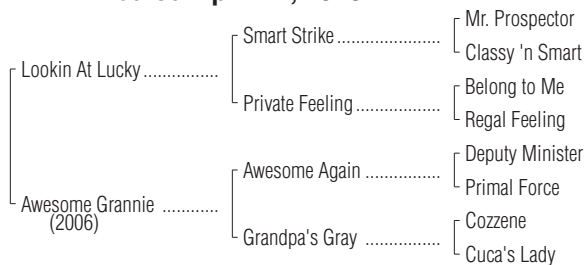 Mr. Prospector
Smart Strike ....................
Classy 'n Smart
Lookin At Lucky ...............
Belong to Me
Private Feeling .................
Regal Feeling
Deputy Minister
Awesome Again ..................
Primal Force
Awesome Grannie ...........
(2006)
Cozzene
Grandpa's Gray ...............
Cuca's Lady